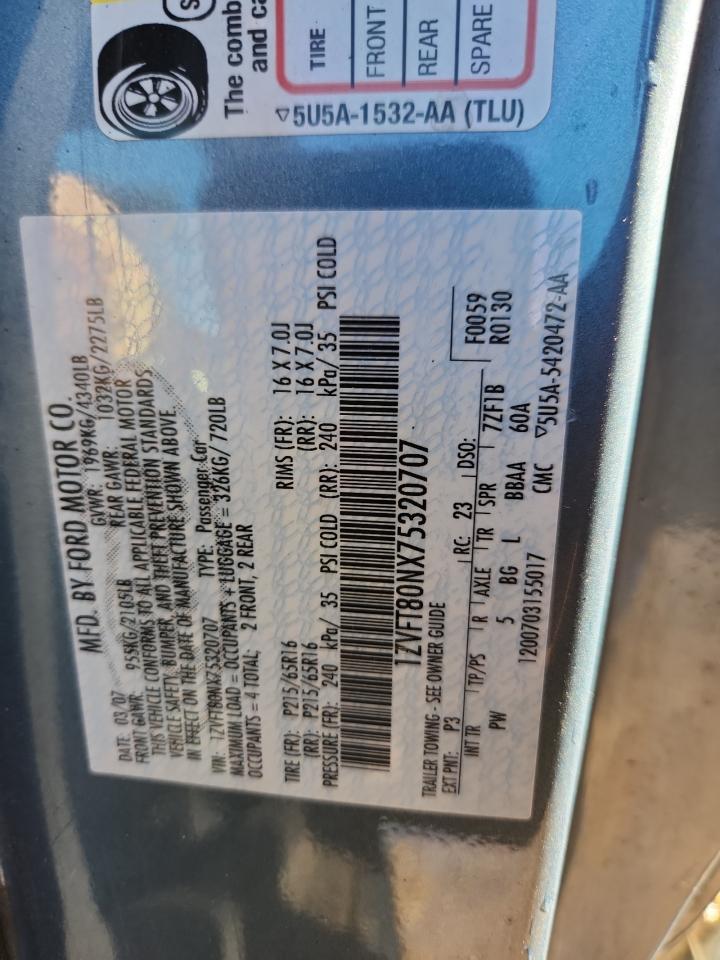 The comb
and ca
TIRE
FRONT
REAR
SPARE
▽5U5A-1532-AA (TLU)
MFD. BY FORD MOTOR CO.
DATE: 03/07 GVWR: 1969KG/4340LB
FRONT GAWR: 955KG/2105LB REAR GAWR: 1032KG/2275LB
THIS VEHICLE CONFORMS TO ALL APPLICABLE FEDERAL MOTOR
VEHICLE SAFETY, BUMPER, AND THEFT PREVENTION STANDARDS
IN EFFECT ON THE DATE OF MANUFACTURE SHOWN ABOVE.
VIN: 1ZVFT80NX75320707 TYPE: Passenger Car
MAXIMUM LOAD = OCCUPANTS + LUGGAGE = 326KG/ 720LB
OCCUPANTS = 4 TOTAL; 2 FRONT, 2 REAR
TIRE (FR): P215/65R16 RIMS (FR): 16 X 7.0J
(RR): P215/65R16 (RR): 16 X 7.0J
PRESSURE (FR): 240 kPa/ 35 PSI COLD (RR): 240 kPa/ 35 PSI COLD
1ZVFT80NX75320707
TRAILER TOWING - SEE OWNER GUIDE F0059
EXT PNT: P3 RC: 23 DSO: R0130
INT TR TP/PS R AXLE TR SPR 7ZF1B
PW 5 BG L BBAA 60A
1200703155017 CMC ▽5U5A-5420472-AA